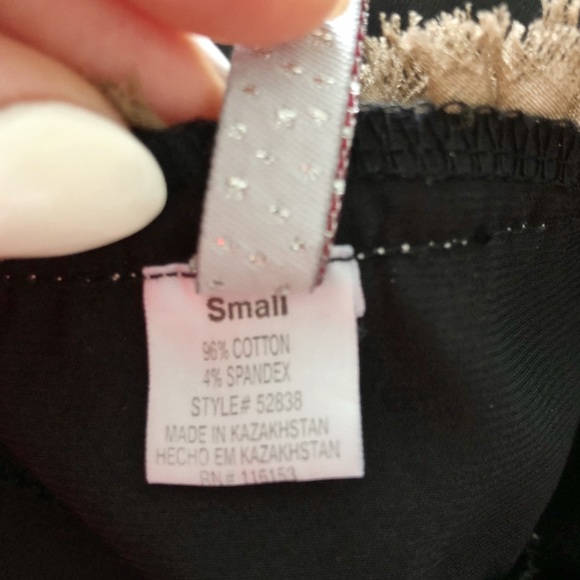 Small
96% COTTON
4% SPANDEX
STYLE# 52838
MADE IN KAZAKHSTAN
HECHO EM KAZAKHSTAN
RN# 116153